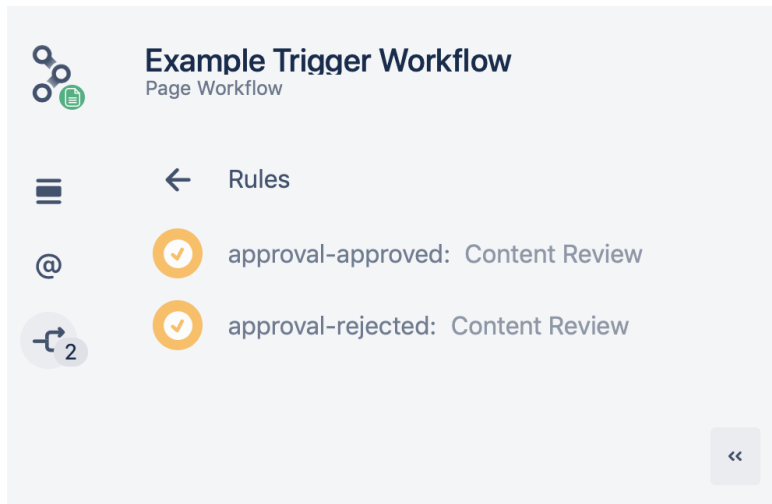 Example Trigger Workflow
Page Workflow
Rules
approval-approved: Content Review
approval-rejected: Content Review
@
2